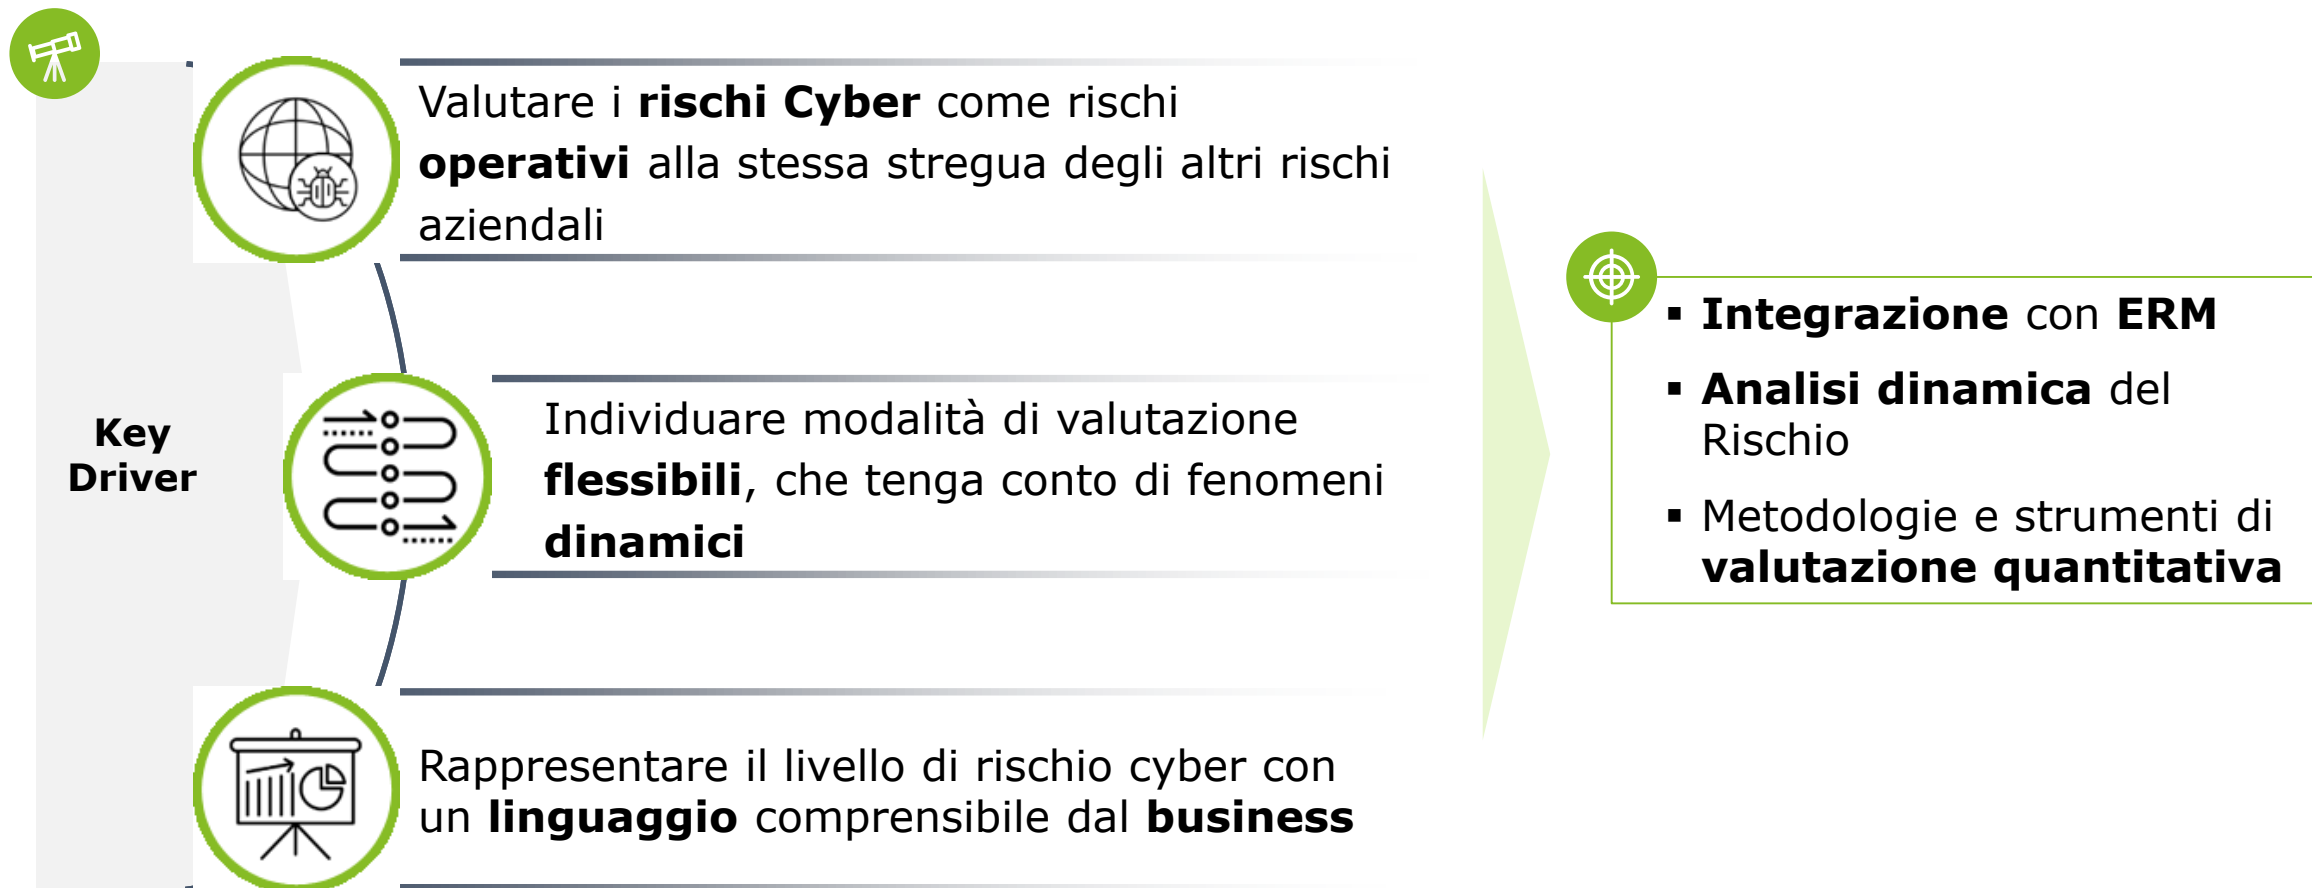 Key
Driver
Valutare i rischi Cyber come rischi
operativi alla stessa stregua degli altri rischi
aziendali
Individuare modalità di valutazione
flessibili, che tenga conto di fenomeni
dinamici
Rappresentare il livello di rischio cyber con
un linguaggio comprensibile dal business
▪ Integrazione con ERM
▪ Analisi dinamica del
Rischio
▪ Metodologie e strumenti di
valutazione quantitativa